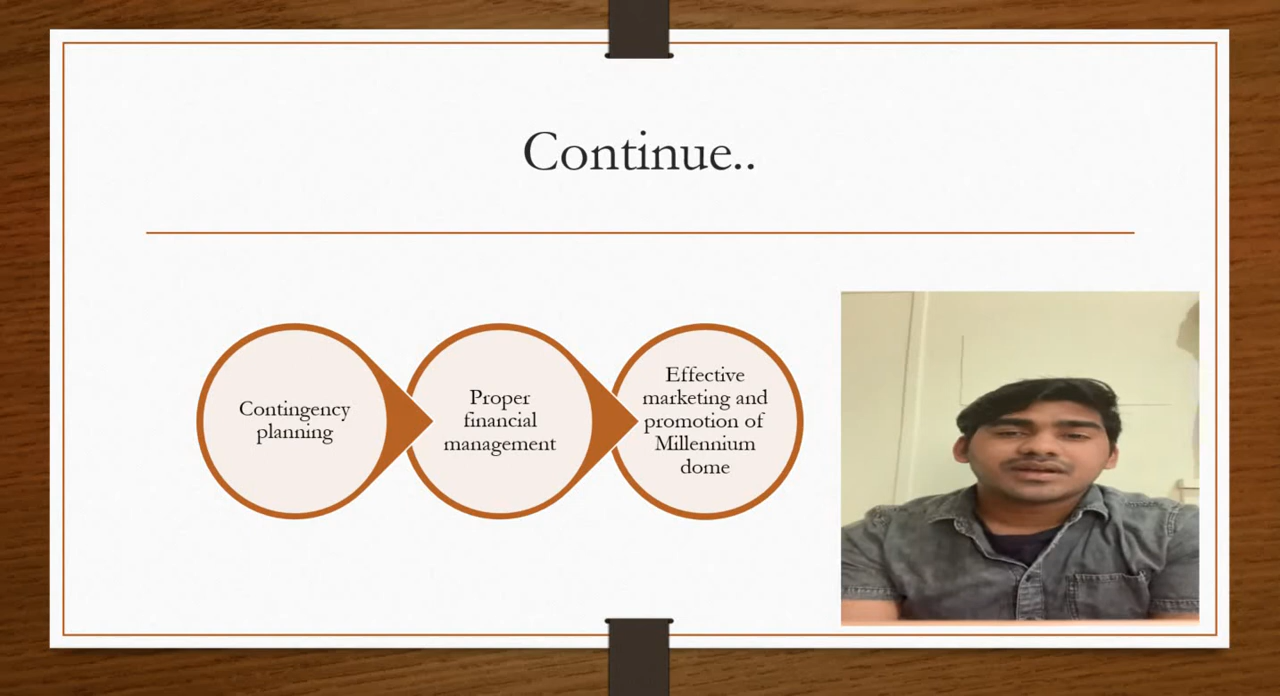 Continue..
Contingency
planning
Proper
financial
management
Effective
marketing and
promotion of
Millennium
dome